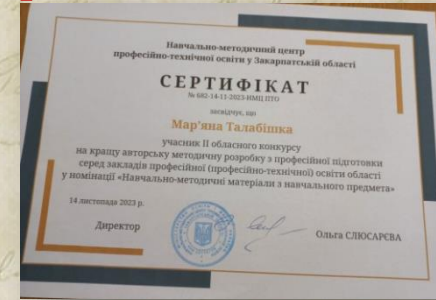 Навчально-методичний центр
професійно-технічної освіти у Закарпатській області
СЕРТИФІКАТ
№ 682-14-11-2023-НМЦ ПТО
засвідчує, що
Мар'яна Талабішка
учасник ІІ обласного конкурсу
на кращу авторську методичну розробку з професійної підготовки
серед закладів професійної (професійно-технічної) освіти області
у номінації «Навчально-методичні матеріали з навчального предмета»
14 листопада 2023 р.
Директор
Ольга СЛЮСАРЄВА